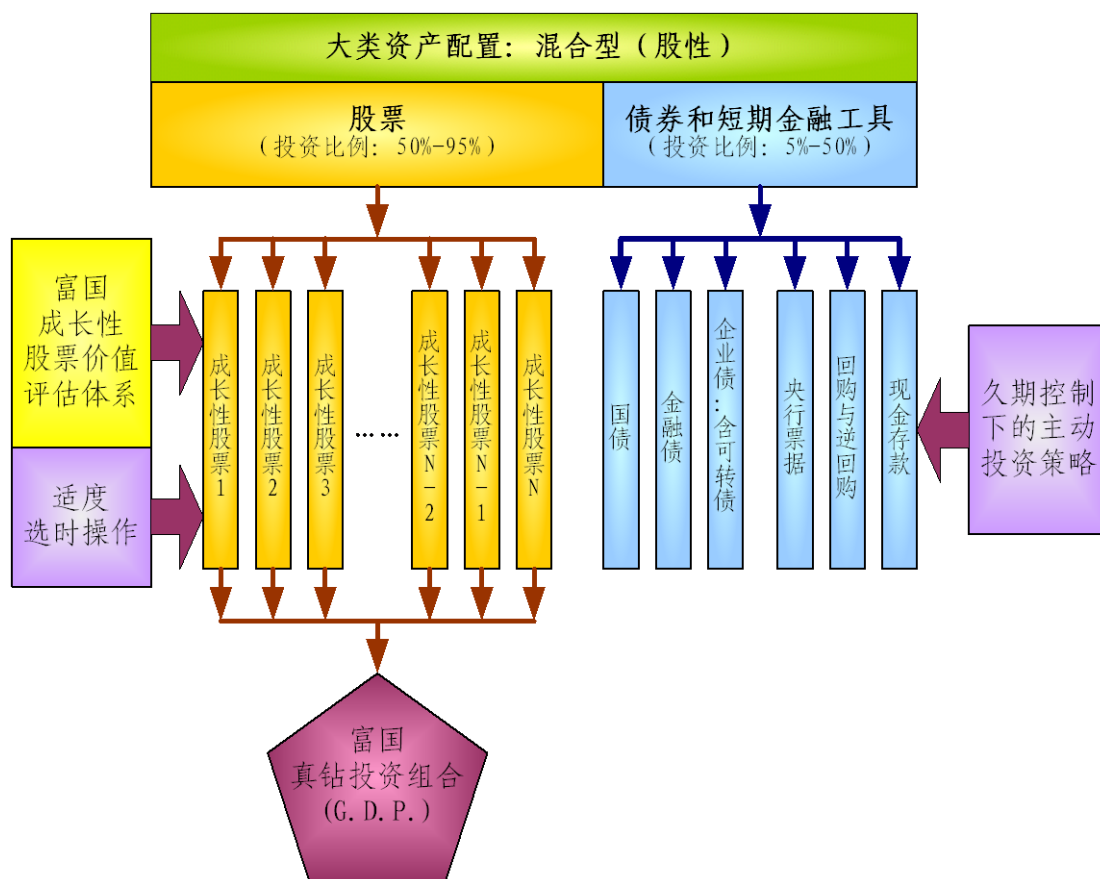 大类资产配置：混合型（股性）
股票
（投资比例：50%-95%）
债券和短期金融工具
（投资比例：5%-50%）
富国
成长性
股票价值
评估体系
适度
选时操作
成长性股票1
成长性股票2
成长性股票3
……
成长性股票N-2
成长性股票N-1
成长性股票N
国债
金融债
企业债：含可转债
央行票据
回购与逆回购
现金存款
久期控制
下的主动
投资策略
富国
真钻投资组合
(G.D.P.)